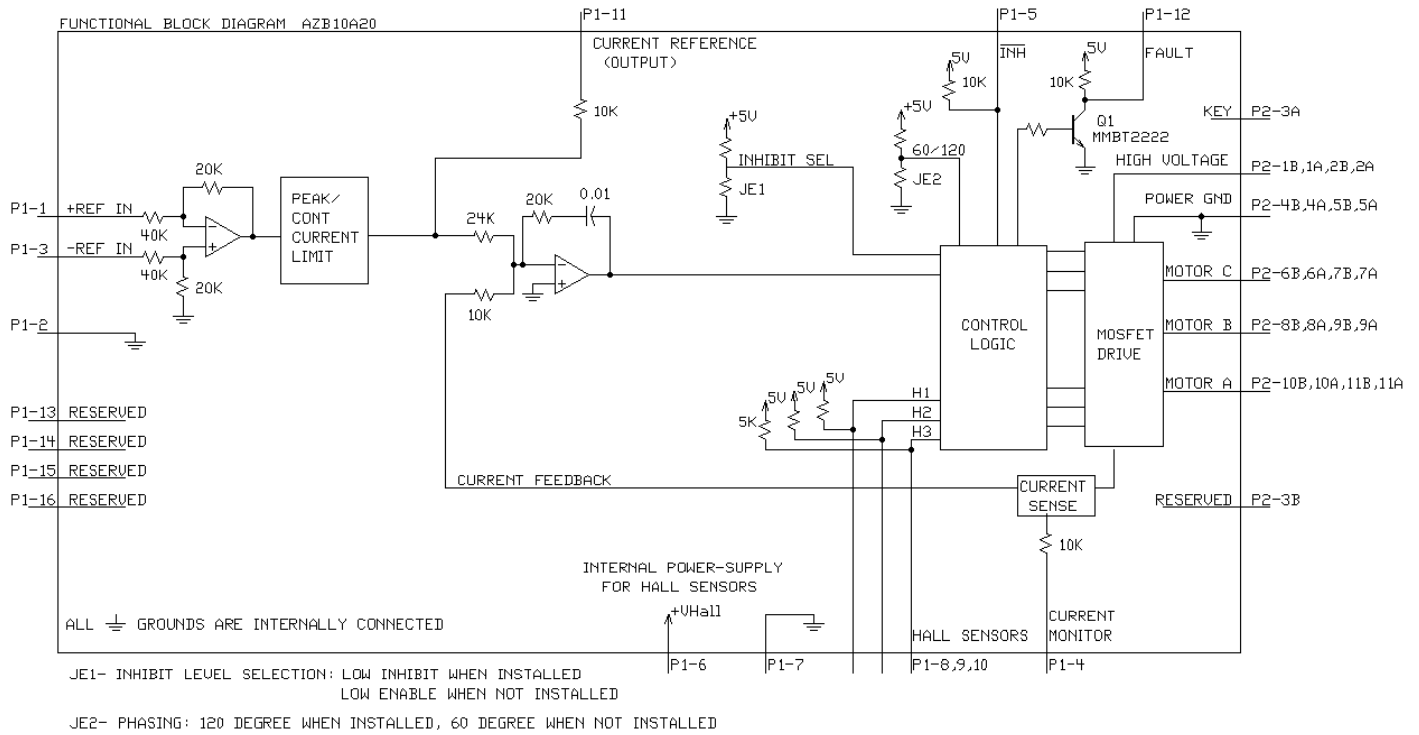 P1-11
P1-5
P1-12
FUNCTIONAL BLOCK DIAGRAM AZB10A20
CURRENT REFERENCE
(OUTPUT)
INH
FAULT
5V
10K
5V
10K
10K
+5V
+5V
Q1
MMBT2222
KEY P2-3A
60/120
INHIBIT SEL
JE1
JE2
HIGH VOLTAGE
P2-1B,1A,2B,2A
POWER GND
P2-4B,4A,5B,5A
20K
P1-1 +REF IN
40K
P1-3 -REF IN
40K
20K
-
+
PEAK/
CONT
CURRENT
LIMIT
24K
20K
0.01
10K
-
+
P1-2
CONTROL
LOGIC
MOSFET
DRIVE
MOTOR C P2-6B,6A,7B,7A
MOTOR B P2-8B,8A,9B,9A
MOTOR A P2-10B,10A,11B,11A
5V
5V
5V
5K
H1
H2
H3
P1-13 RESERVED
P1-14 RESERVED
P1-15 RESERVED
P1-16 RESERVED
CURRENT FEEDBACK
CURRENT
SENSE
RESERVED P2-3B
10K
INTERNAL POWER-SUPPLY
FOR HALL SENSORS
+VHall
ALL GROUNDS ARE INTERNALLY CONNECTED
HALL SENSORS
CURRENT
MONITOR
P1-6
P1-7
P1-8,9,10
P1-4
JE1- INHIBIT LEVEL SELECTION: LOW INHIBIT WHEN INSTALLED
LOW ENABLE WHEN NOT INSTALLED
JE2- PHASING: 120 DEGREE WHEN INSTALLED, 60 DEGREE WHEN NOT INSTALLED